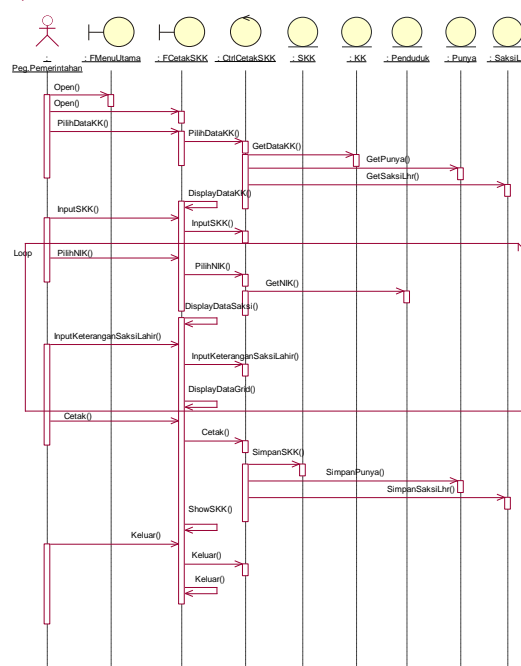 :
Peg.Pemerintahan
: FMenuUtama
: FCetakSKK
: CtrlCetakSKK
: SKK
: KK
: Penduduk
: Punya
: SaksiL
Open()
Open()
PilihDataKK()
PilihDataKK()
GetDataKK()
GetPunya()
GetSaksiLhr()
DisplayDataKK()
InputSKK()
InputSKK()
Loop
PilihNIK()
PilihNIK()
GetNIK()
DisplayDataSaksi()
InputKeteranganSaksiLahir()
InputKeteranganSaksiLahir()
DisplayDataGrid()
Cetak()
Cetak()
SimpanSKK()
SimpanPunya()
SimpanSaksiLhr()
ShowSKK()
Keluar()
Keluar()
Keluar()